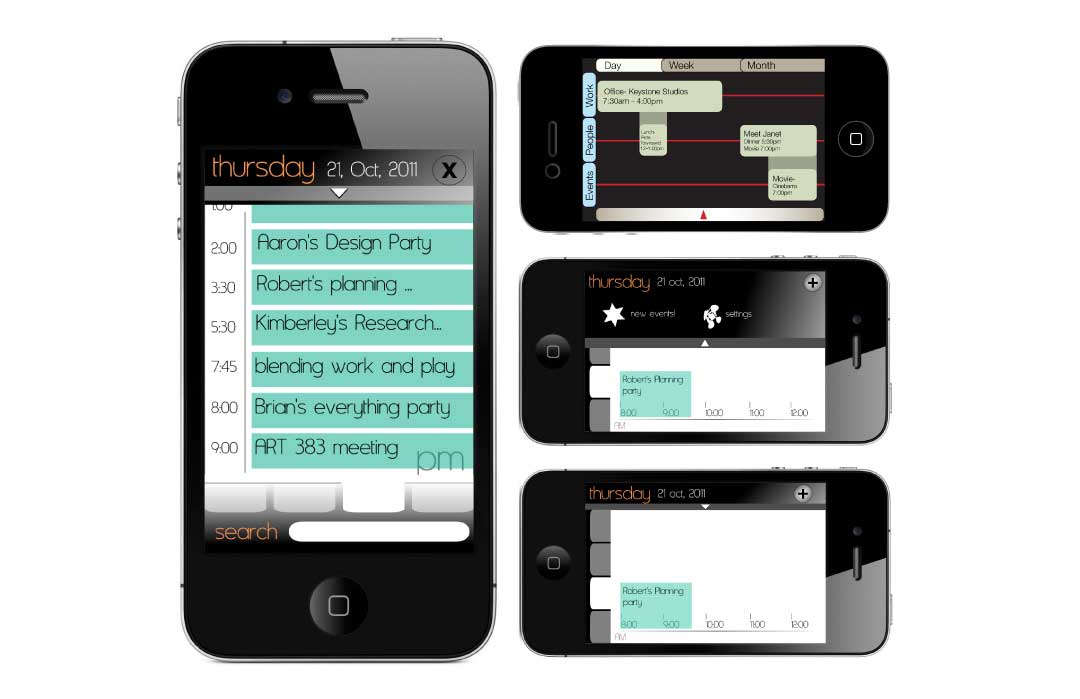 thursday 21, Oct, 2011 X
1:00
2:00 Aaron's Design Party
3:30 Robert's planning ...
5:30 Kimberley's Research...
7:45 blending work and play
8:00 Brian's everything party
9:00 ART 383 meeting
pm
search
Day Week Month
Work
People
Events
Office- Keystone Studios
7:30am - 4:00pm
Lunch-
Pete
Townsend
12-1:00pm
Meet Janet
Dinner 5:00pm
Movie 7:00pm
Movie-
Cinebarre
7:00pm
thursday 21 oct, 2011 +
new events! settings
Robert's Planning
party
8:00 9:00 10:00 11:00 12:00
AM
thursday 21 oct, 2011 +
Robert's Planning
party
8:00 9:00 10:00 11:00 12:00
AM